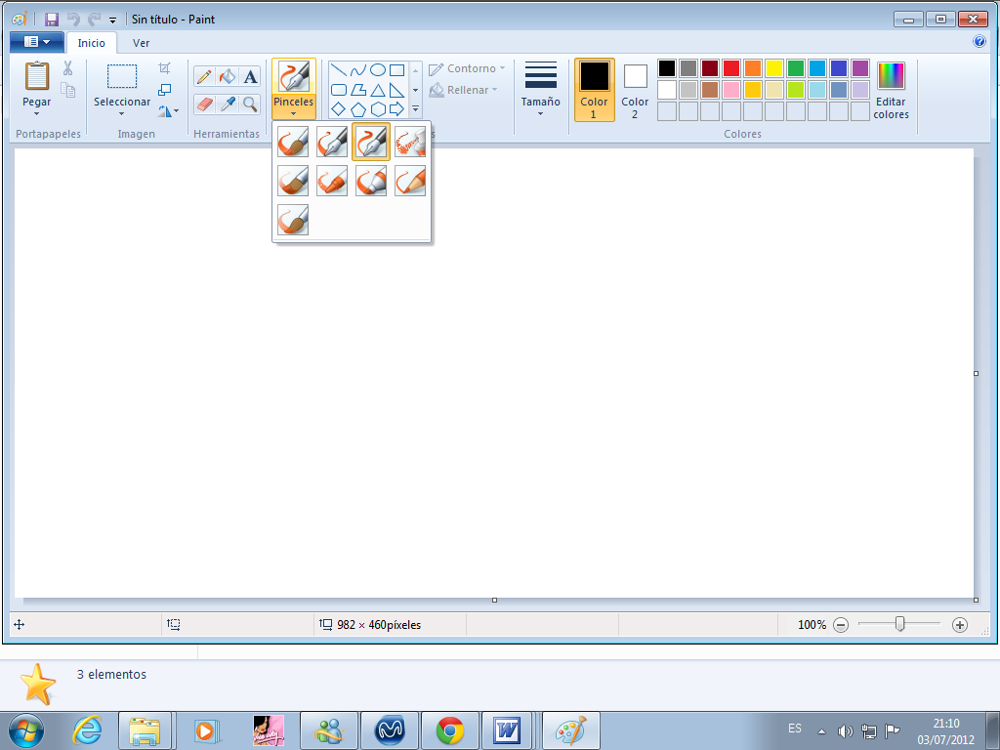 Sin título - Paint
Inicio
Ver
Pegar
Seleccionar
A
Pinceles
Contorno
Rellenar
Tamaño
Color
1
Color
2
Editar
colores
Portapapeles
Imagen
Herramientas
Colores
982 × 460píxeles
100%
3 elementos
ES
21:10
03/07/2012